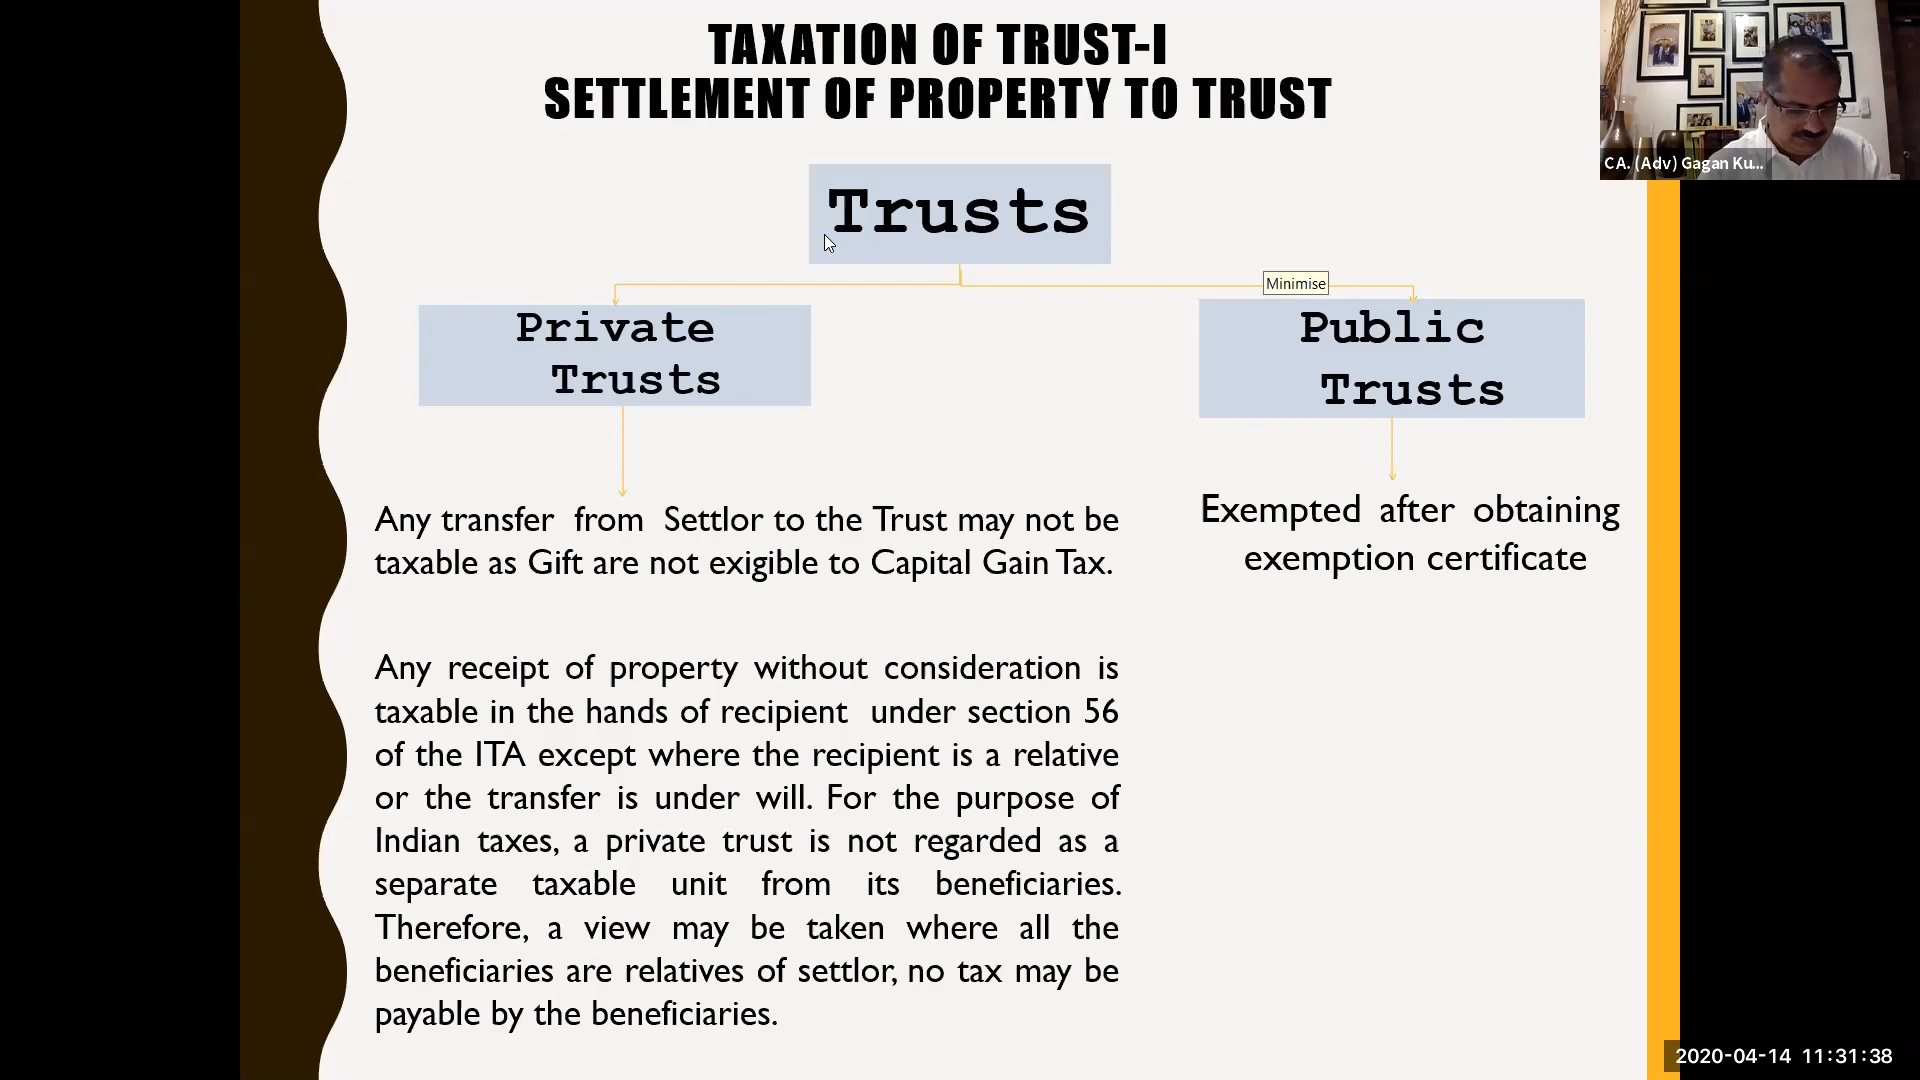 TAXATION OF TRUST-I
SETTLEMENT OF PROPERTY TO TRUST
CA. (Adv) Gagan Ku...
Trusts
Minimise
Private
Trusts
Public
Trusts
Any transfer from Settlor to the Trust may not be
taxable as Gift are not exigible to Capital Gain Tax.
Exempted after obtaining
exemption certificate
Any receipt of property without consideration is
taxable in the hands of recipient under section 56
of the ITA except where the recipient is a relative
or the transfer is under will. For the purpose of
Indian taxes, a private trust is not regarded as a
separate taxable unit from its beneficiaries.
Therefore, a view may be taken where all the
beneficiaries are relatives of settlor, no tax may be
payable by the beneficiaries.
2020-04-14 11:31:38